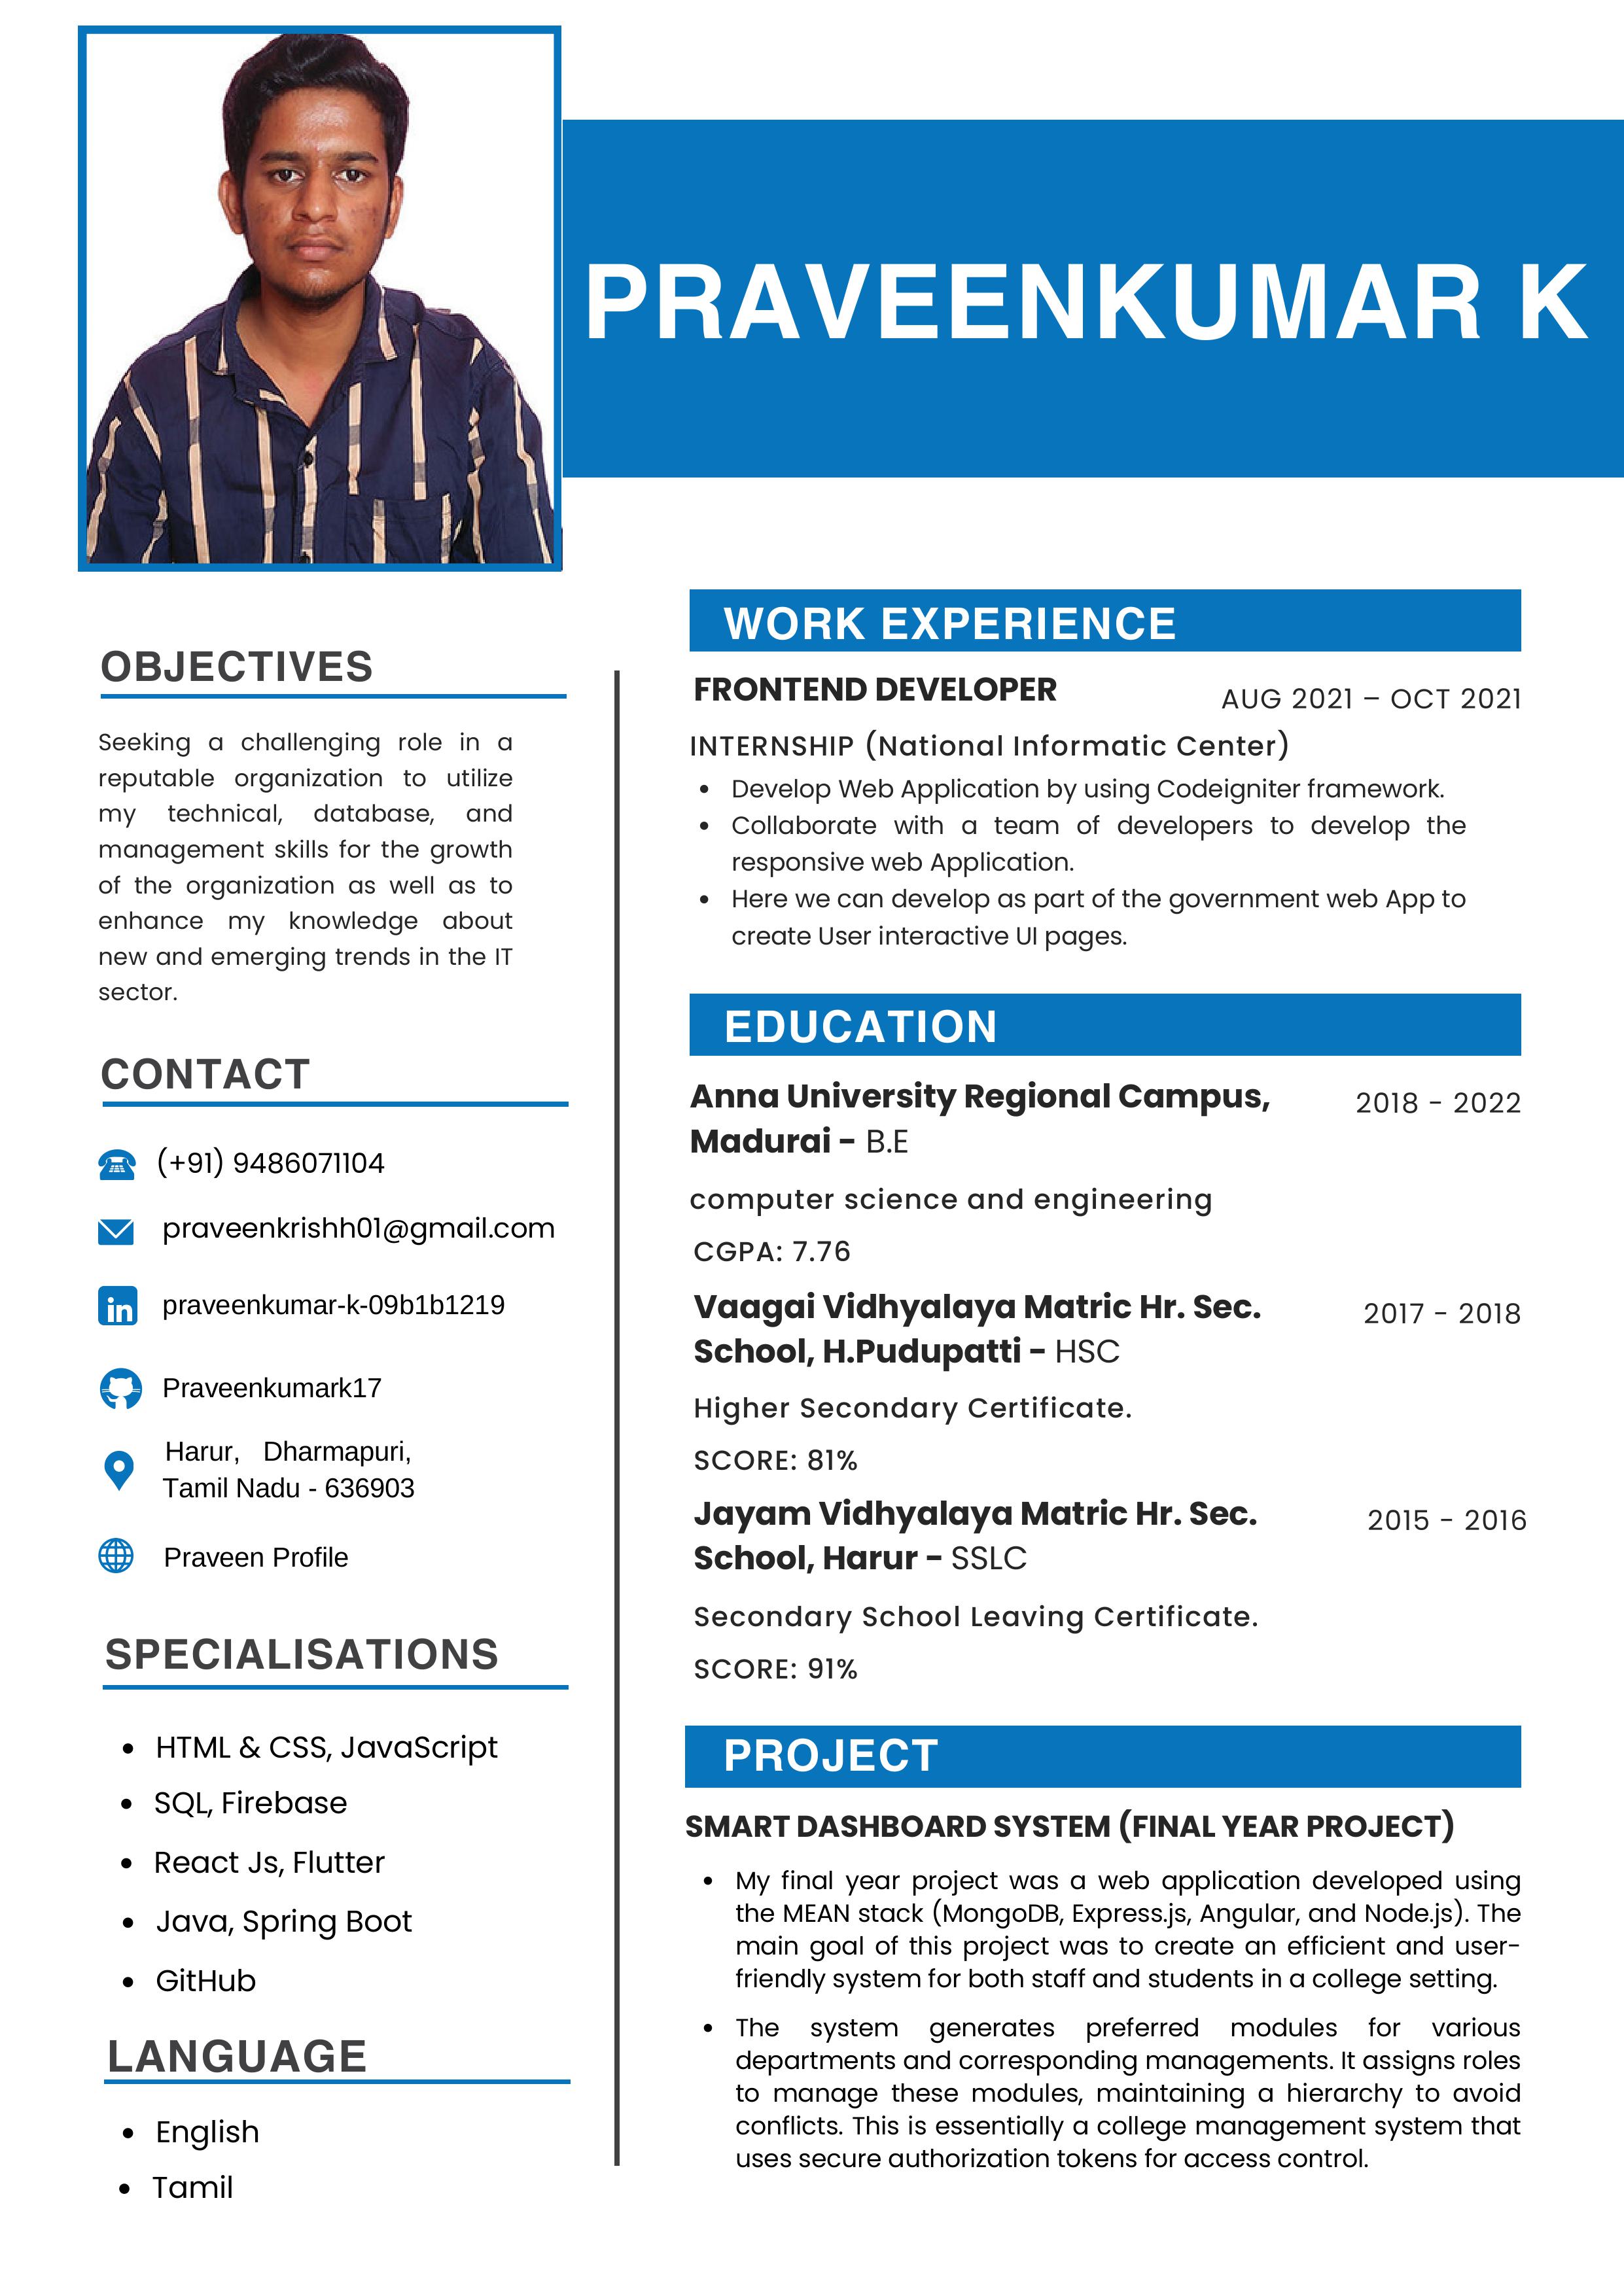 PRAVEENKUMAR K
OBJECTIVES
Seeking a challenging role in a
reputable organization to utilize
my technical, database, and
management skills for the growth
of the organization as well as to
enhance my knowledge about
new and emerging trends in the IT
sector.
CONTACT
(+91) 9486071104
praveenkrishh01@gmail.com
in praveenkumar-k-09b1b1219
Praveenkumark17
Harur, Dharmapuri,
Tamil Nadu - 636903
Praveen Profile
SPECIALISATIONS
• HTML & CSS, JavaScript
• SQL, Firebase
• React Js, Flutter
• Java, Spring Boot
• GitHub
LANGUAGE
• English
• Tamil
WORK EXPERIENCE
FRONTEND DEVELOPER AUG 2021 – OCT 2021
INTERNSHIP (National Informatic Center)
• Develop Web Application by using Codeigniter framework.
• Collaborate with a team of developers to develop the
responsive web Application.
• Here we can develop as part of the government web App to
create User interactive UI pages.
EDUCATION
Anna University Regional Campus, 2018 - 2022
Madurai - B.E
computer science and engineering
CGPA: 7.76
Vaagai Vidhyalaya Matric Hr. Sec. 2017 - 2018
School, H.Pudupatti - HSC
Higher Secondary Certificate.
SCORE: 81%
Jayam Vidhyalaya Matric Hr. Sec. 2015 - 2016
School, Harur - SSLC
Secondary School Leaving Certificate.
SCORE: 91%
PROJECT
SMART DASHBOARD SYSTEM (FINAL YEAR PROJECT)
• My final year project was a web application developed using
the MEAN stack (MongoDB, Express.js, Angular, and Node.js). The
main goal of this project was to create an efficient and user-
friendly system for both staff and students in a college setting.
• The system generates preferred modules for various
departments and corresponding managements. It assigns roles
to manage these modules, maintaining a hierarchy to avoid
conflicts. This is essentially a college management system that
uses secure authorization tokens for access control.